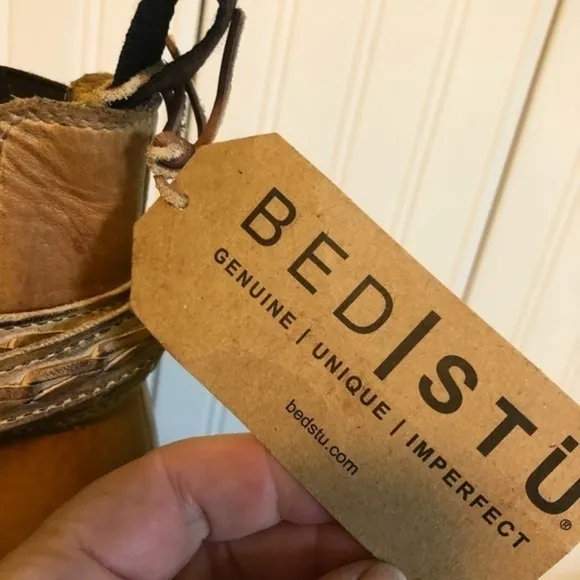 BED|STÜ®
GENUINE | UNIQUE | IMPERFECT
bedstu.com